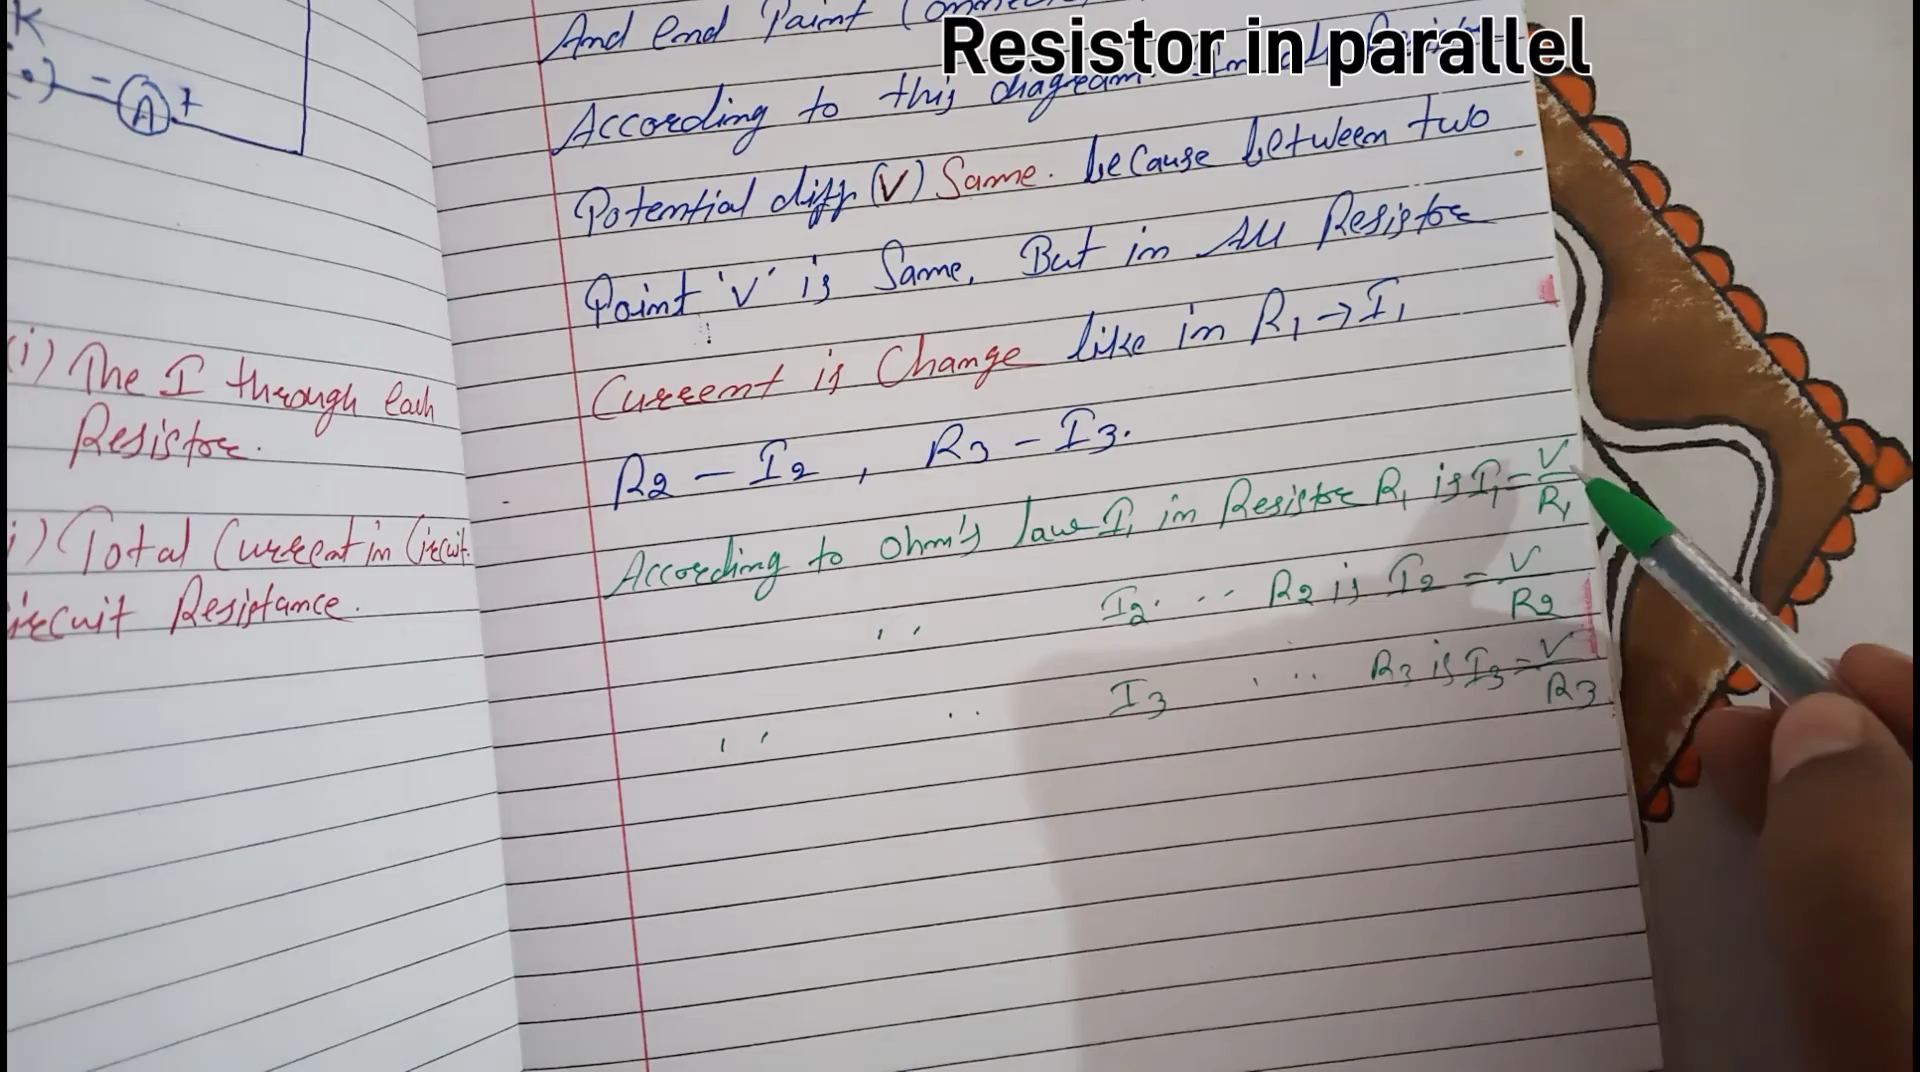 Resistor in parallel
K
(•) - A +
(i) The I through each
Resistor.
i) Total Current in Circuit.
ircuit Resistance.
And end Point
According to this diagream.
Potential diff (V) Same. because between two
Point 'V' is Same. But in All Resistor
Current is Change like in R1 → I1
R2 - I2 , R3 - I3.
According to ohm's law I1 in Resistor R1 is I1 = V/R1
,, I2 . .. R2 is I2 = V/R2
,, .. I3 , .. R3 is I3 = V/R3